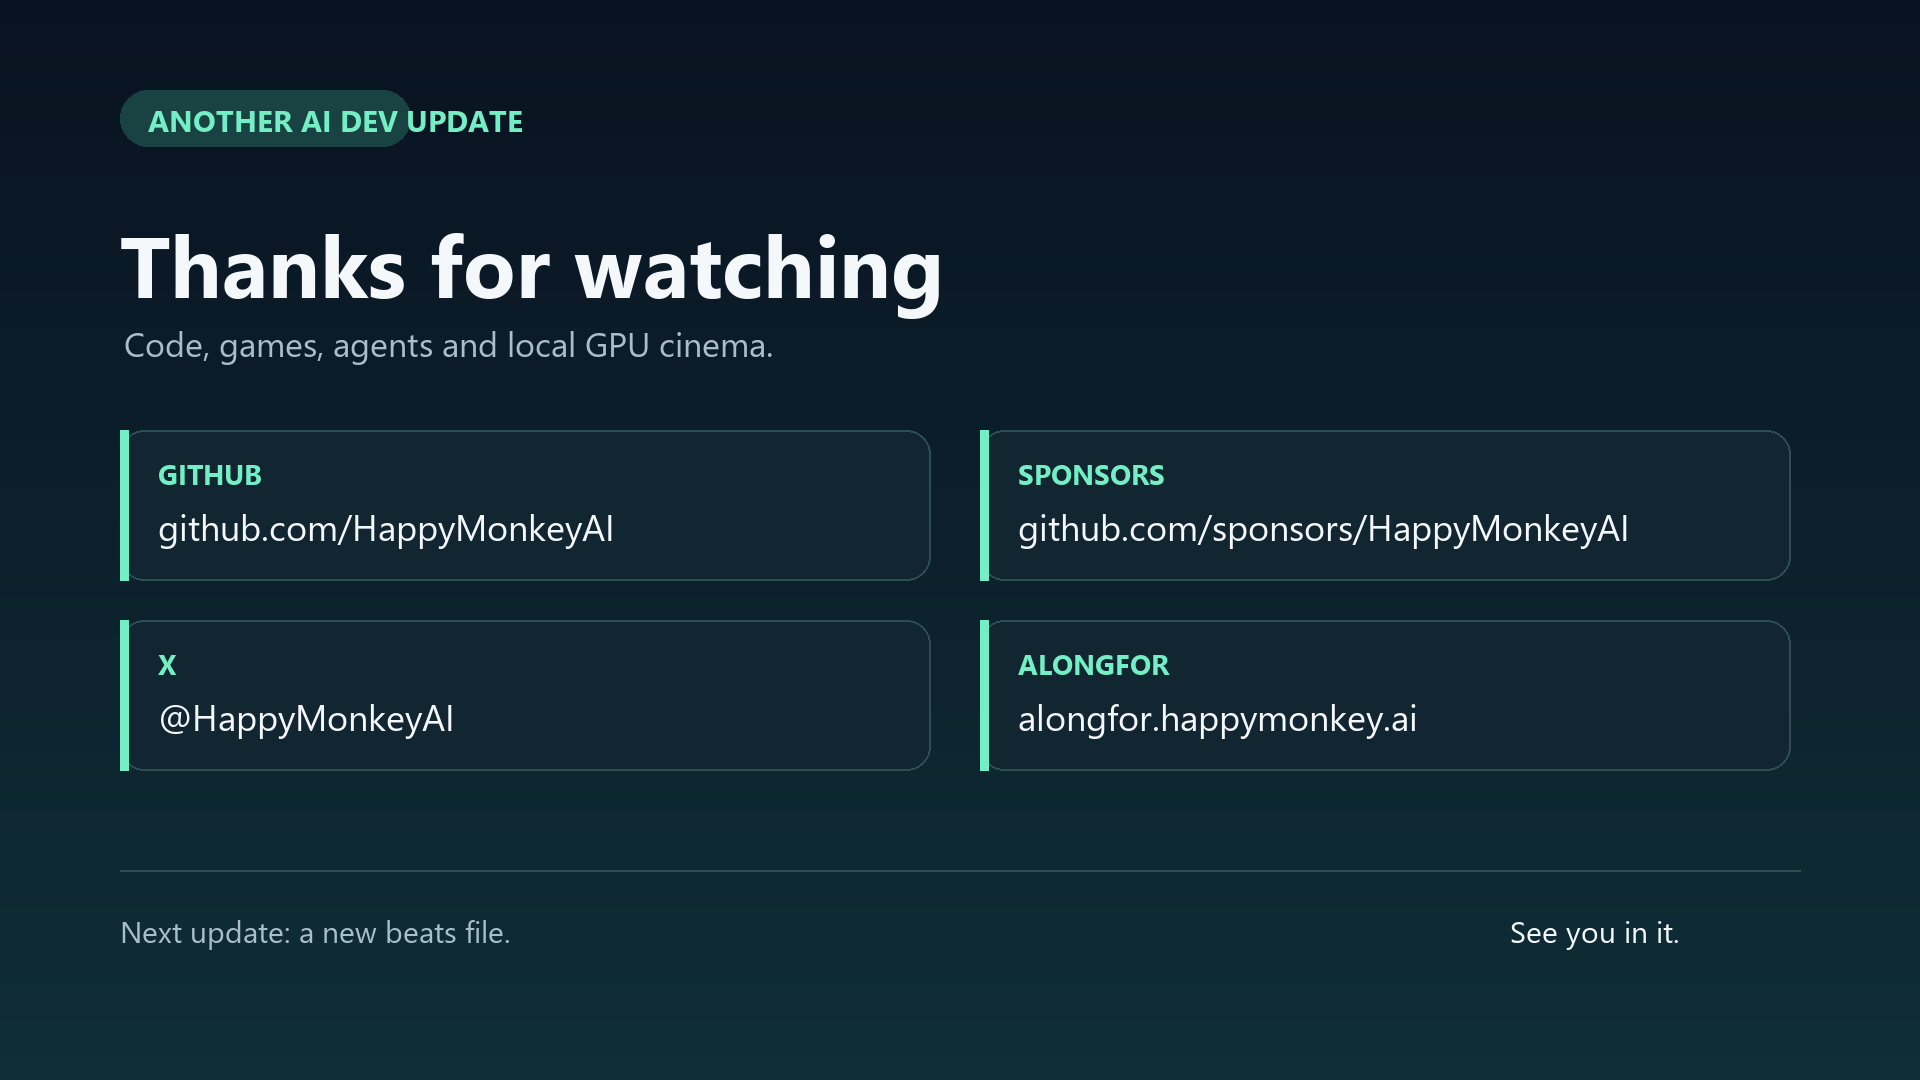 ANOTHER AI DEV UPDATE
Thanks for watching
Code, games, agents and local GPU cinema.
GITHUB
github.com/HappyMonkeyAI
SPONSORS
github.com/sponsors/HappyMonkeyAI
X
@HappyMonkeyAI
ALONGFOR
alongfor.happymonkey.ai
Next update: a new beats file.
See you in it.